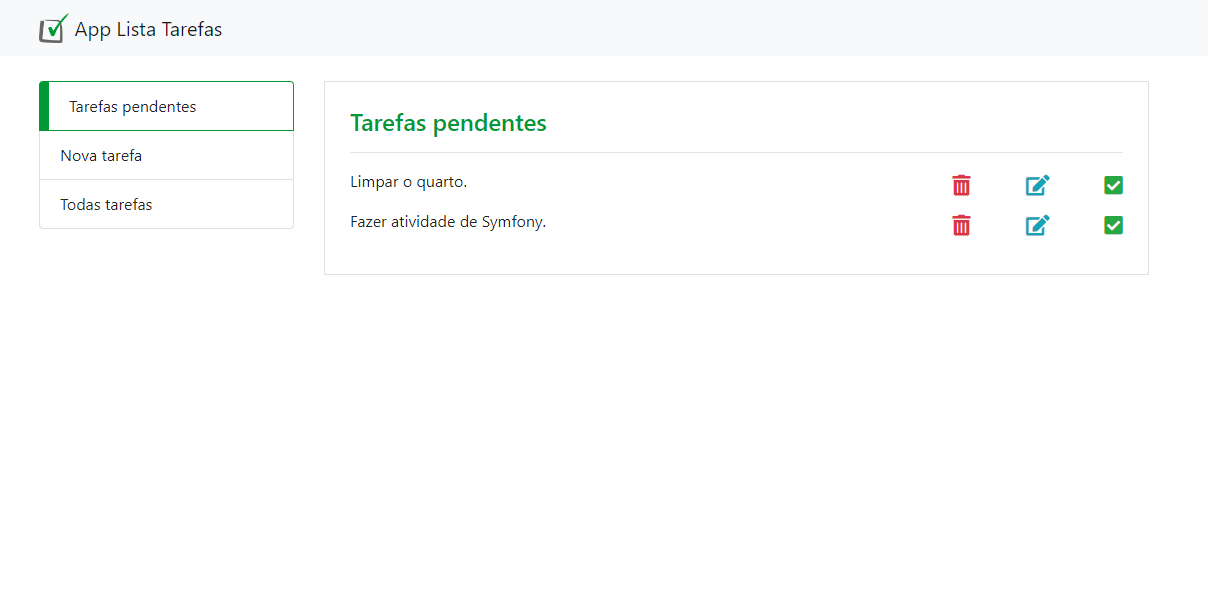 App Lista Tarefas
Tarefas pendentes
Nova tarefa
Todas tarefas
Tarefas pendentes
Limpar o quarto.
Fazer atividade de Symfony.